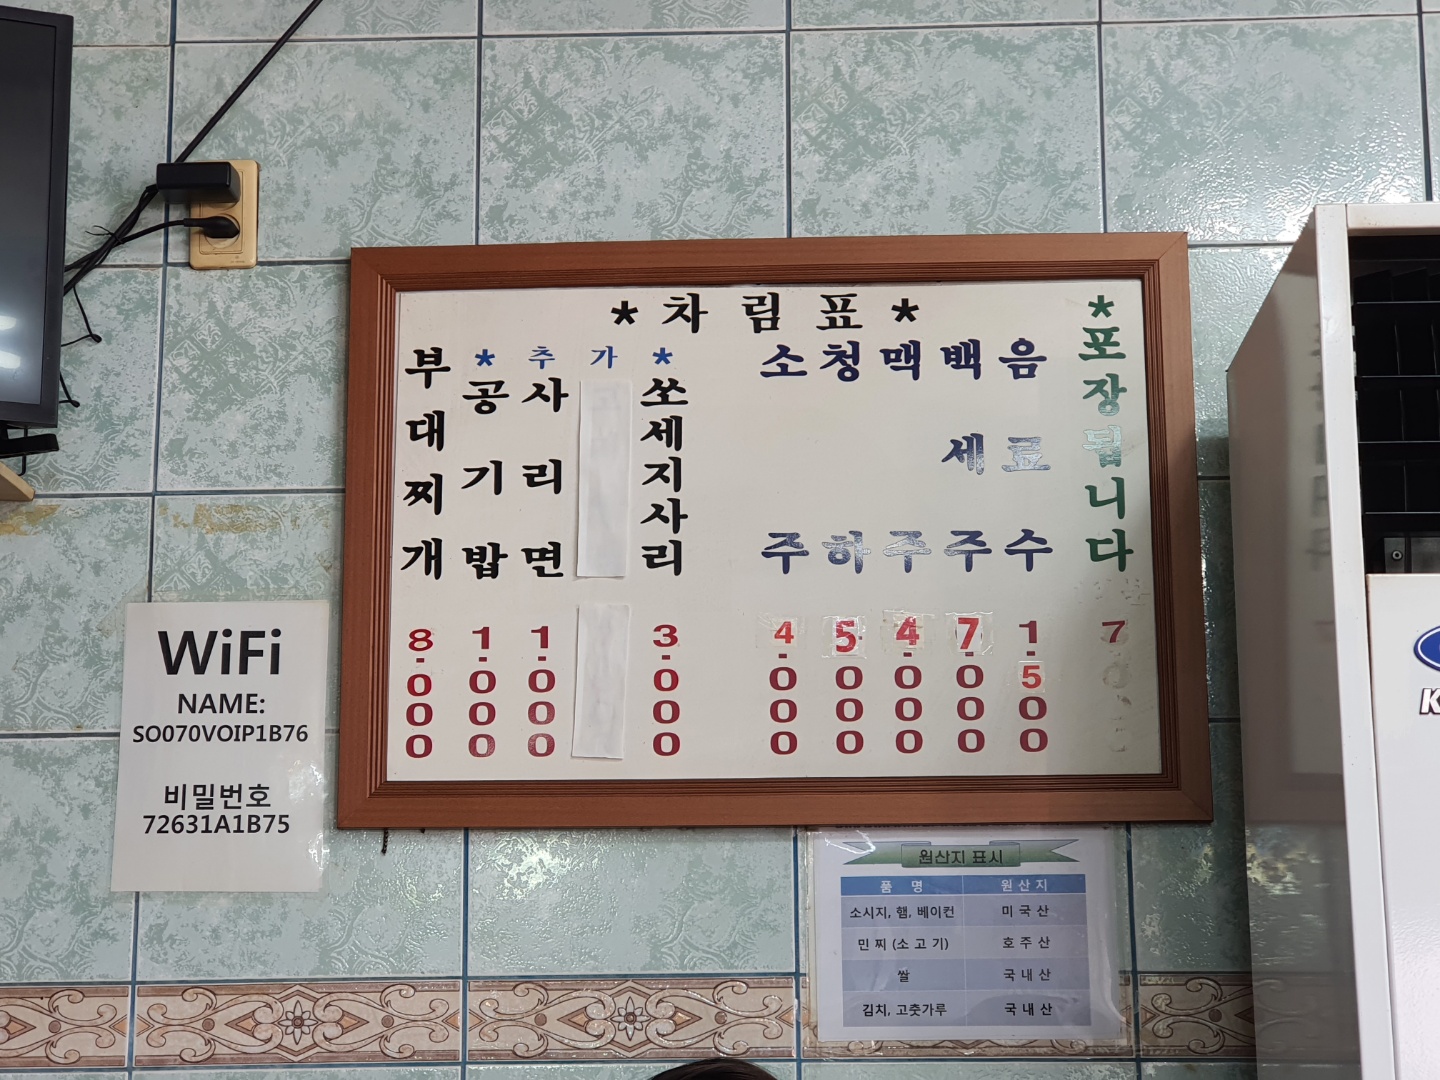 * 차림표 *
부대찌개 8.000
* 추가 *
공기밥 1.000
사리면 1.000
쏘세지사리 3.000
소주 4.000
청하 5.000
맥주 4.000
백세주 7.000
음료수 1.500
* 포장됩니다
7
WiFi
NAME:
SO070VOIP1B76
비밀번호
72631A1B75
원산지 표시
품 명 원산지
소시지, 햄, 베이컨 미국산
민찌 (소고기) 호주산
쌀 국내산
김치, 고춧가루 국내산